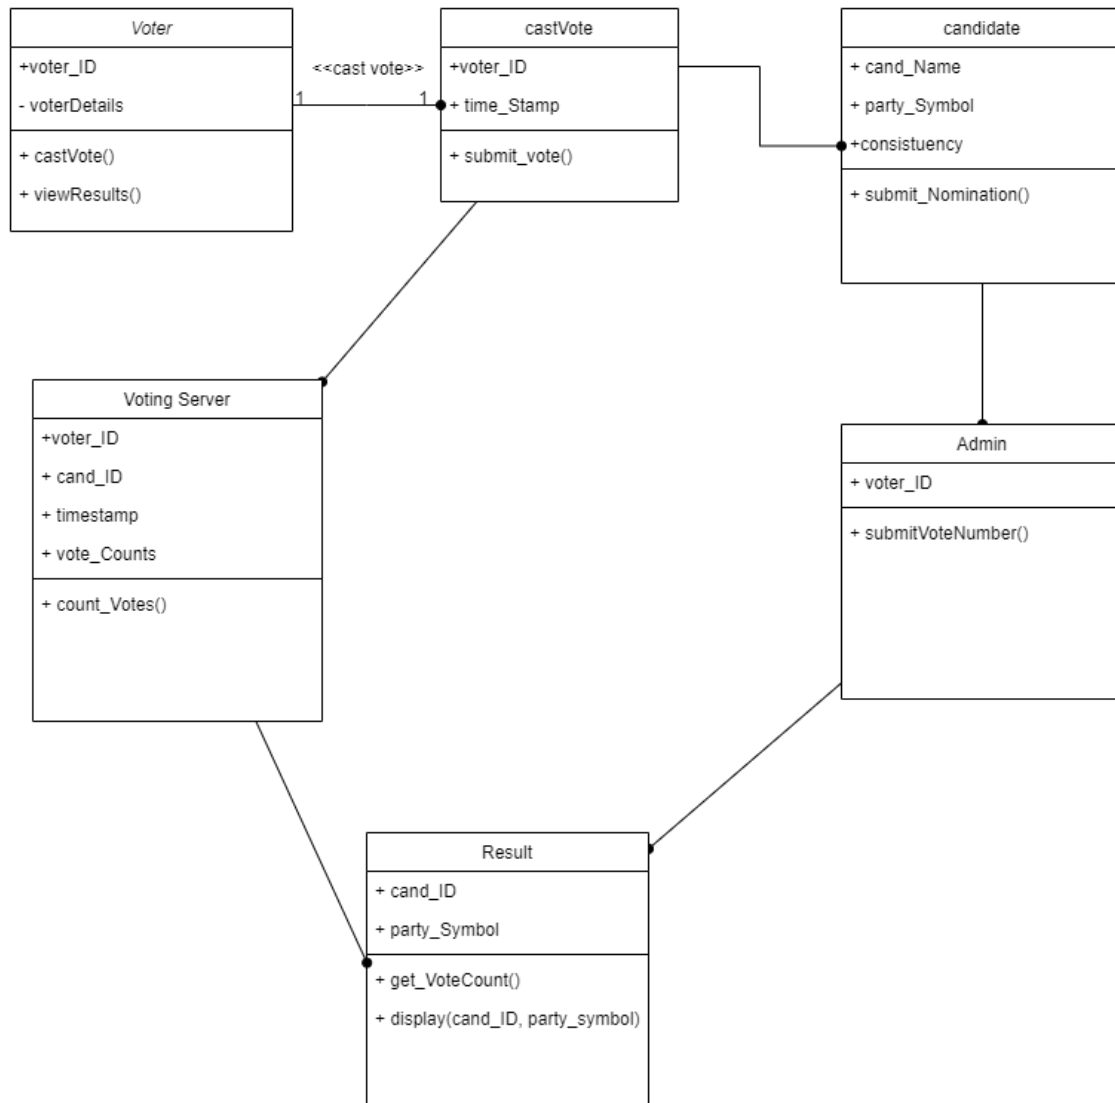 Voter
+voter_ID
- voterDetails
+ castVote()
+ viewResults()
<<cast vote>>
1
1
castVote
+voter_ID
+ time_Stamp
+ submit_vote()
candidate
+ cand_Name
+ party_Symbol
+consistuency
+ submit_Nomination()
Voting Server
+voter_ID
+ cand_ID
+ timestamp
+ vote_Counts
+ count_Votes()
Admin
+ voter_ID
+ submitVoteNumber()
Result
+ cand_ID
+ party_Symbol
+ get_VoteCount()
+ display(cand_ID, party_symbol)